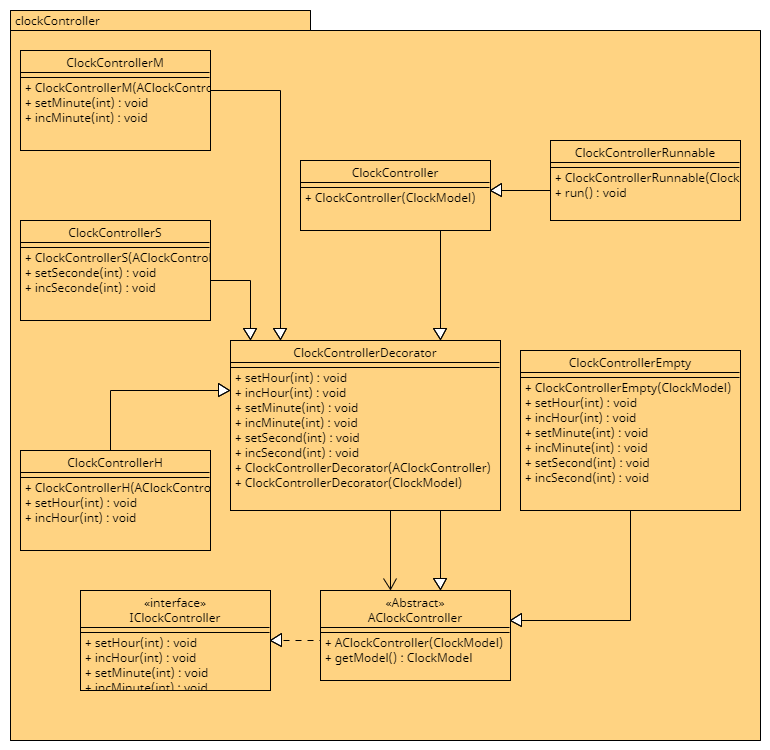 clockController
ClockControllerM
+ ClockControllerM(AClockContro
+ setMinute(int) : void
+ incMinute(int) : void
ClockController
+ ClockController(ClockModel)
ClockControllerRunnable
+ ClockControllerRunnable(Clock
+ run() : void
ClockControllerS
+ ClockControllerS(AClockControl
+ setSeconde(int) : void
+ incSeconde(int) : void
ClockControllerDecorator
+ setHour(int) : void
+ incHour(int) : void
+ setMinute(int) : void
+ incMinute(int) : void
+ setSecond(int) : void
+ incSecond(int) : void
+ ClockControllerDecorator(AClockController)
+ ClockControllerDecorator(ClockModel)
ClockControllerEmpty
+ ClockControllerEmpty(ClockModel)
+ setHour(int) : void
+ incHour(int) : void
+ setMinute(int) : void
+ incMinute(int) : void
+ setSecond(int) : void
+ incSecond(int) : void
ClockControllerH
+ ClockControllerH(AClockContro
+ setHour(int) : void
+ incHour(int) : void
«interface»
IClockController
+ setHour(int) : void
+ incHour(int) : void
+ setMinute(int) : void
+ incMinute(int) : void
«Abstract»
AClockController
+ AClockController(ClockModel)
+ getModel() : ClockModel